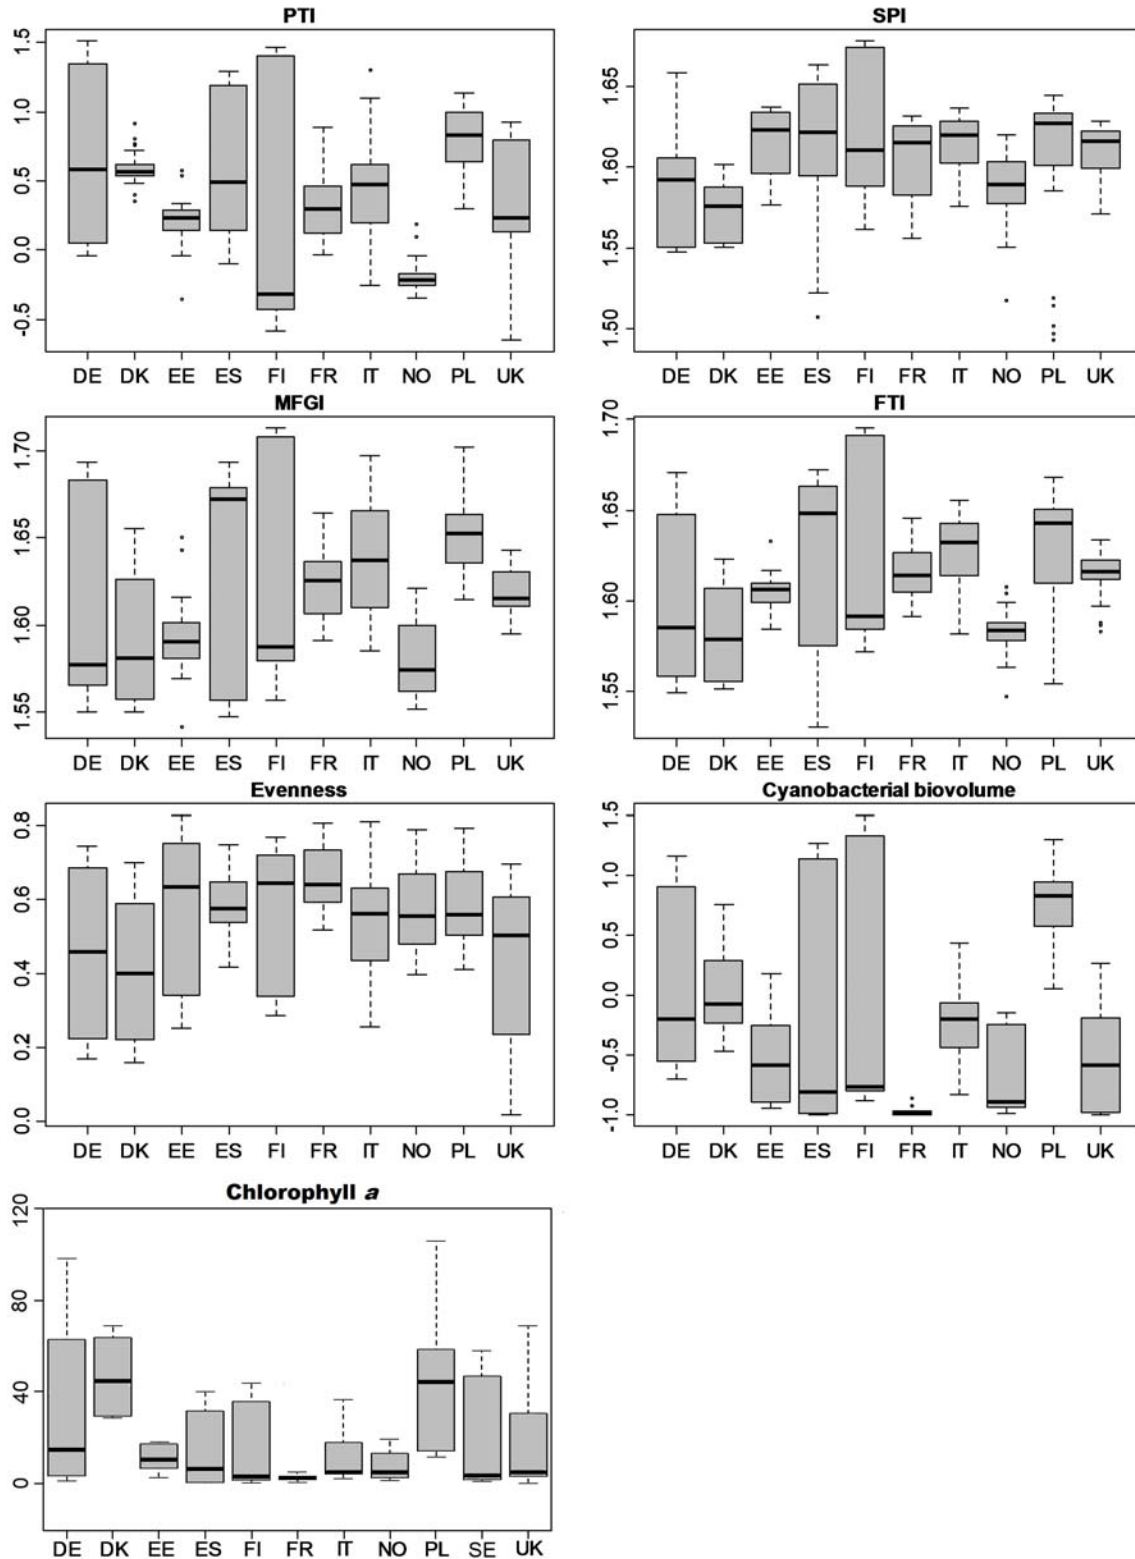 PTI
1.5
1.0
0.5
0.0
-0.5
DE DK EE ES FI FR IT NO PL UK
SPI
1.65
1.60
1.55
1.50
DE DK EE ES FI FR IT NO PL UK
MFGI
1.70
1.65
1.60
1.55
DE DK EE ES FI FR IT NO PL UK
FTI
1.70
1.65
1.60
1.55
DE DK EE ES FI FR IT NO PL UK
Evenness
0.8
0.6
0.4
0.2
0.0
DE DK EE ES FI FR IT NO PL UK
Cyanobacterial biovolume
1.5
0.5
0.0
-0.5
-1.0
DE DK EE ES FI FR IT NO PL UK
Chlorophyll a
120
80
40
0
DE DK EE ES FI FR IT NO PL SE UK